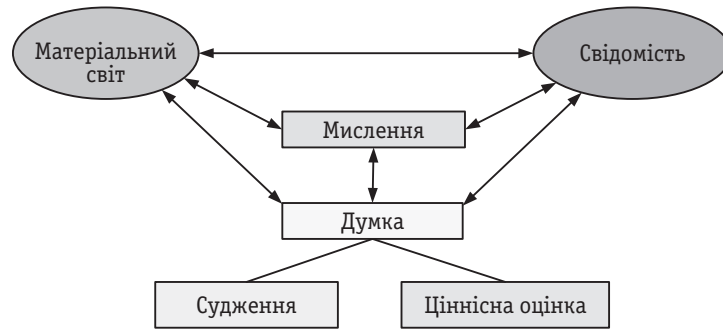 Матеріальний
світ
Свідомість
Мислення
Думка
Судження
Ціннісна оцінка